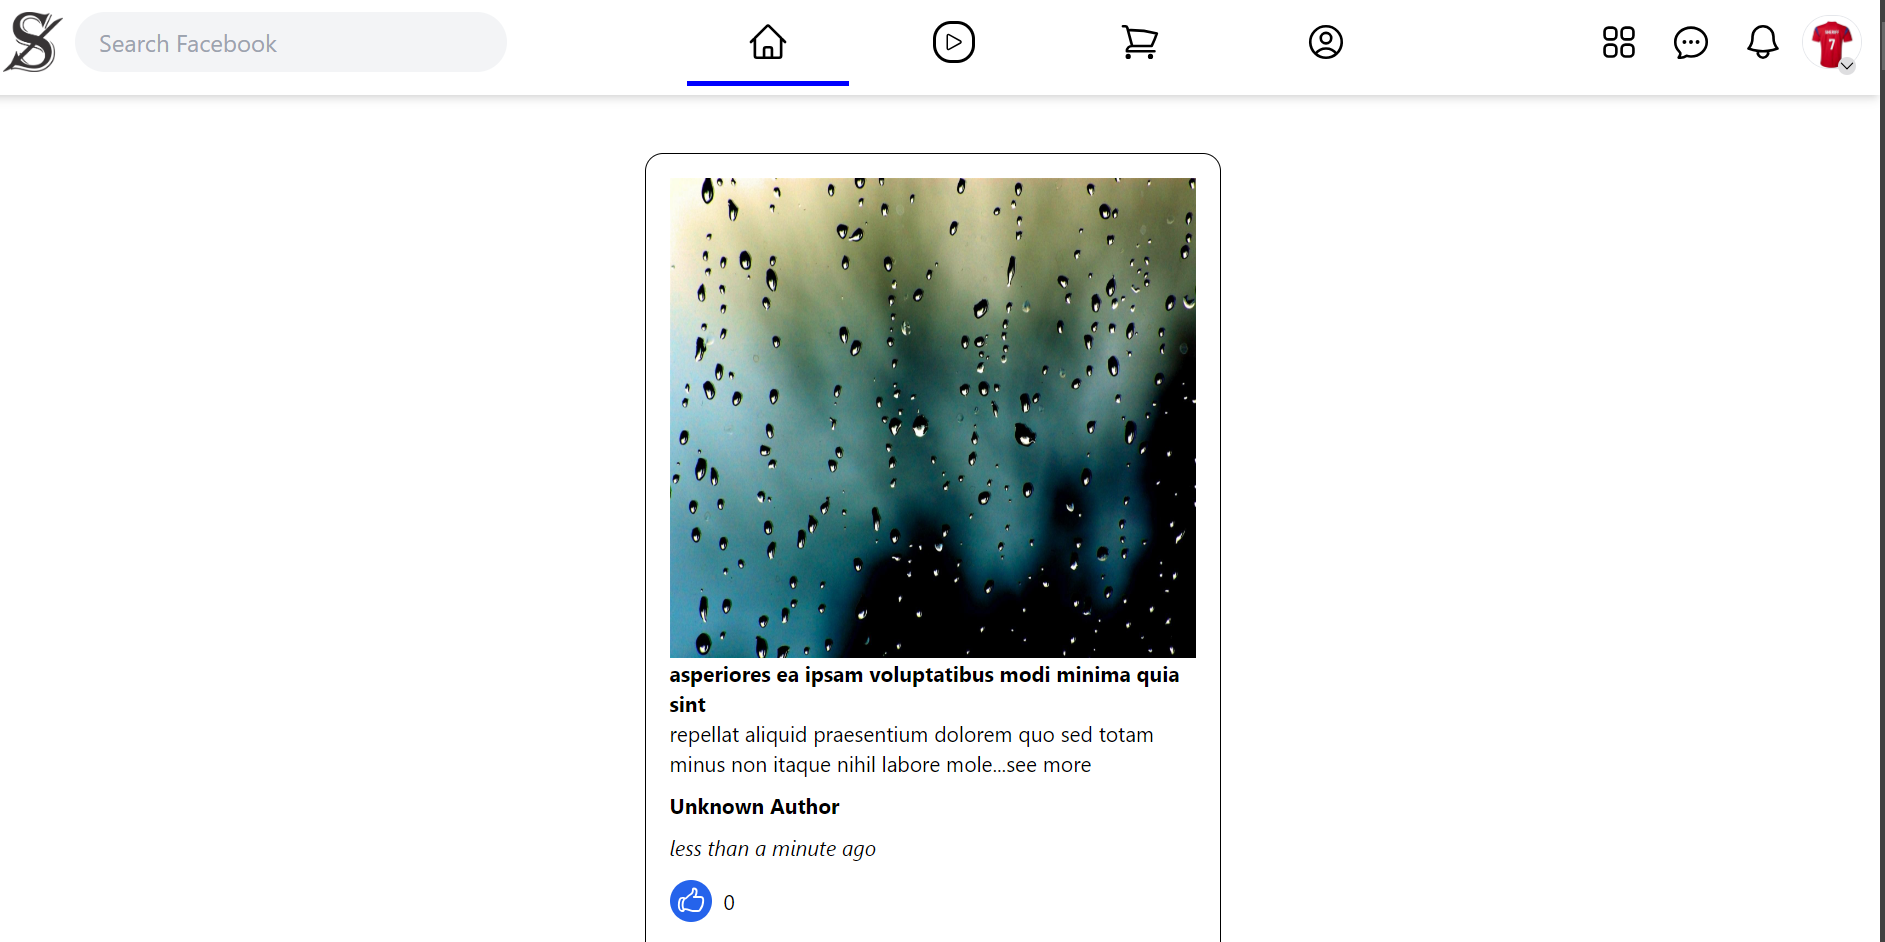 Search Facebook
7
asperiores ea ipsam voluptatibus modi minima quia
sint
repellat aliquid praesentium dolorem quo sed totam
minus non itaque nihil labore mole...see more
Unknown Author
less than a minute ago
0